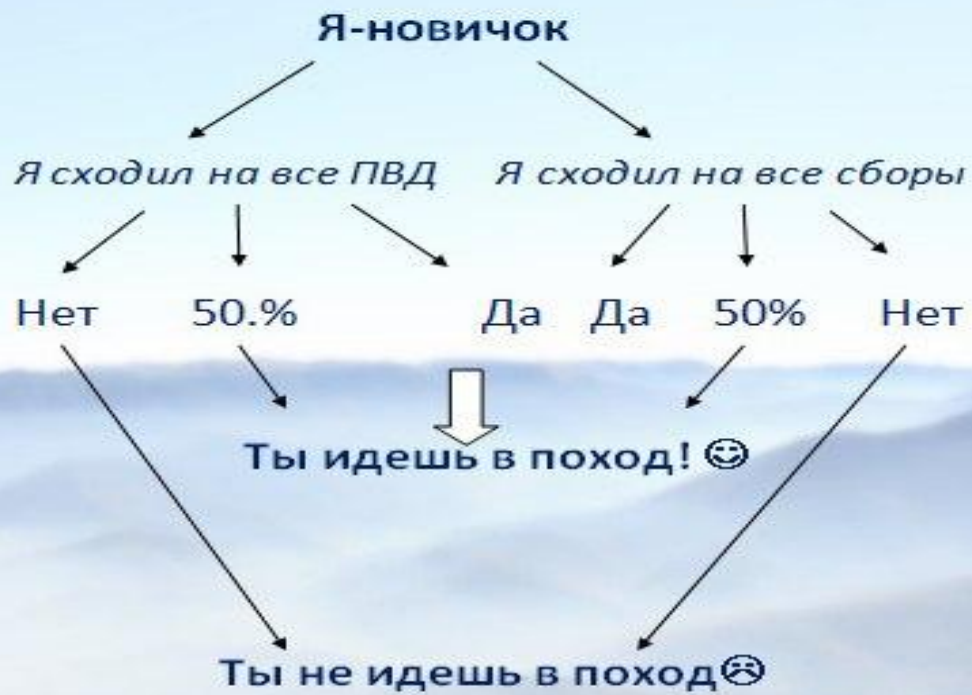 Я-новичок
Я сходил на все ПВД Я сходил на все сборы
Нет 50.% Да Да 50% Нет
Ты идешь в поход! ☺
Ты не идешь в поход☹